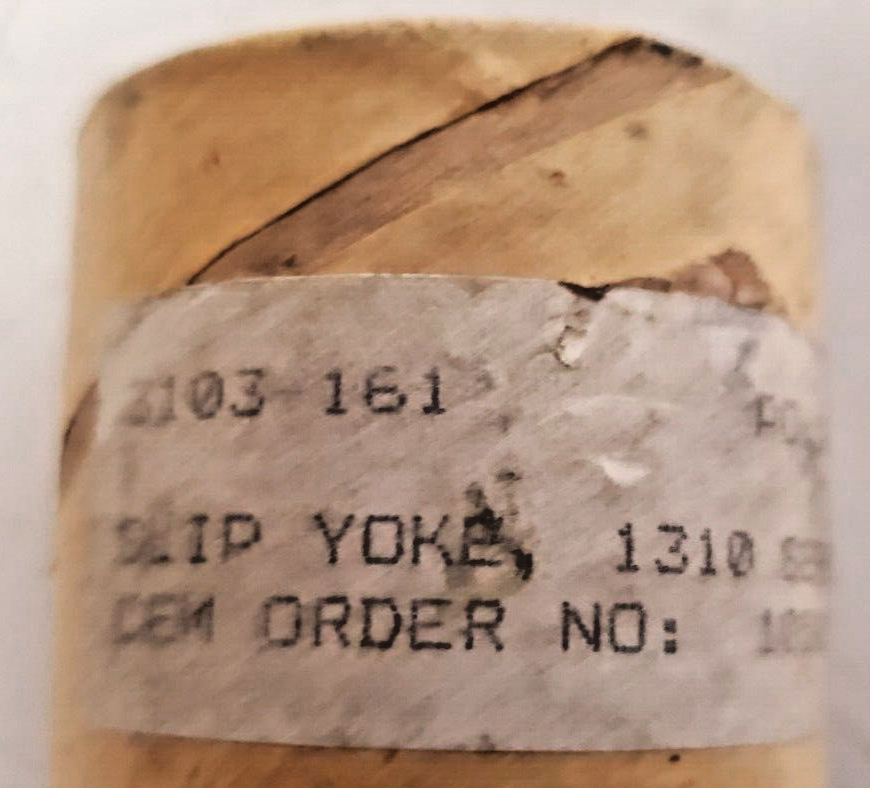 3103-161
SLIP YOKE, 1310
OEM ORDER NO: